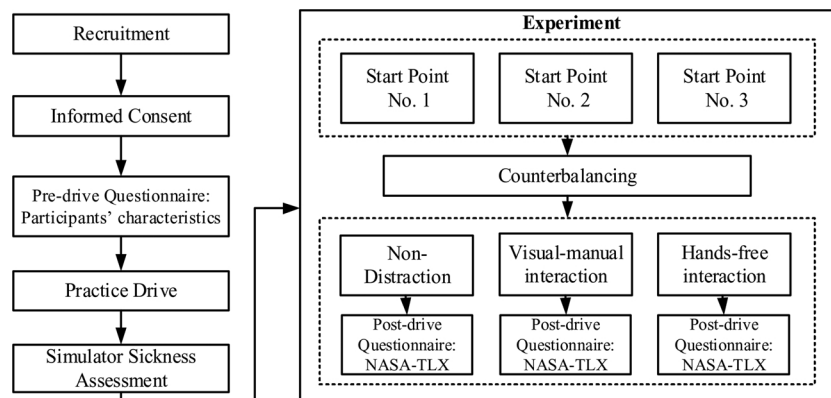 Recruitment
Informed Consent
Pre-drive Questionnaire:
Participants' characteristics
Practice Drive
Simulator Sickness
Assessment
Experiment
Start Point
No. 1
Start Point
No. 2
Start Point
No. 3
Counterbalancing
Non-
Distraction
Visual-manual
interaction
Hands-free
interaction
Post-drive
Questionnaire:
NASA-TLX
Post-drive
Questionnaire:
NASA-TLX
Post-drive
Questionnaire:
NASA-TLX